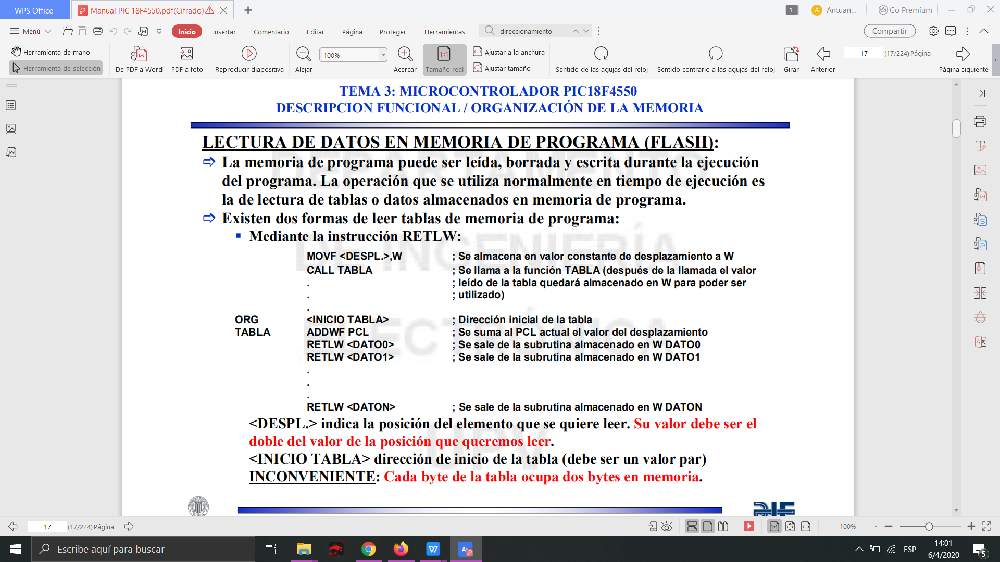 WPS Office
Manual PIC 18F4550.pdf(Cifrado)
1
A
Antuan...
Go Premium
Menú
Inicio
Insertar
Comentario
Editar
Página
Proteger
Herramientas
direccionamiento
Compartir
Herramienta de mano
Herramienta de selección
De PDF a Word
PDF a foto
Reproducir diapositiva
Alejar
100%
Acercar
1:1
Tamaño real
Ajustar a la anchura
Ajustar tamaño
Sentido de las agujas del reloj
Sentido contrario a las agujas del reloj
Girar
Anterior
17
(17/224) Página
Página siguiente
TEMA 3: MICROCONTROLADOR PIC18F4550
DESCRIPCION FUNCIONAL / ORGANIZACIÓN DE LA MEMORIA
LECTURA DE DATOS EN MEMORIA DE PROGRAMA (FLASH):
La memoria de programa puede ser leída, borrada y escrita durante la ejecución
del programa. La operación que se utiliza normalmente en tiempo de ejecución es
la de lectura de tablas o datos almacenados en memoria de programa.
Existen dos formas de leer tablas de memoria de programa:
Mediante la instrucción RETLW:
MOVF <DESPL.>,W ; Se almacena en valor constante de desplazamiento a W
CALL TABLA ; Se llama a la función TABLA (después de la llamada el valor
. ; leído de la tabla quedará almacenado en W para poder ser
. ; utilizado)
.
ORG <INICIO TABLA> ; Dirección inicial de la tabla
TABLA ADDWF PCL ; Se suma al PCL actual el valor del desplazamiento
RETLW <DATO0> ; Se sale de la subrutina almacenado en W DATO0
RETLW <DATO1> ; Se sale de la subrutina almacenado en W DATO1
.
.
.
RETLW <DATON> ; Se sale de la subrutina almacenado en W DATON
<DESPL.> indica la posición del elemento que se quiere leer. Su valor debe ser el
doble del valor de la posición que queremos leer.
<INICIO TABLA> dirección de inicio de la tabla (debe ser un valor par)
INCONVENIENTE: Cada byte de la tabla ocupa dos bytes en memoria.
DEPARTAMENTO
DE INGENIERÍA
ELECTRÓNICA
UPV
17
(17/224) Página
1:1
100%
Escribe aquí para buscar
ESP
14:01
6/4/2020
5